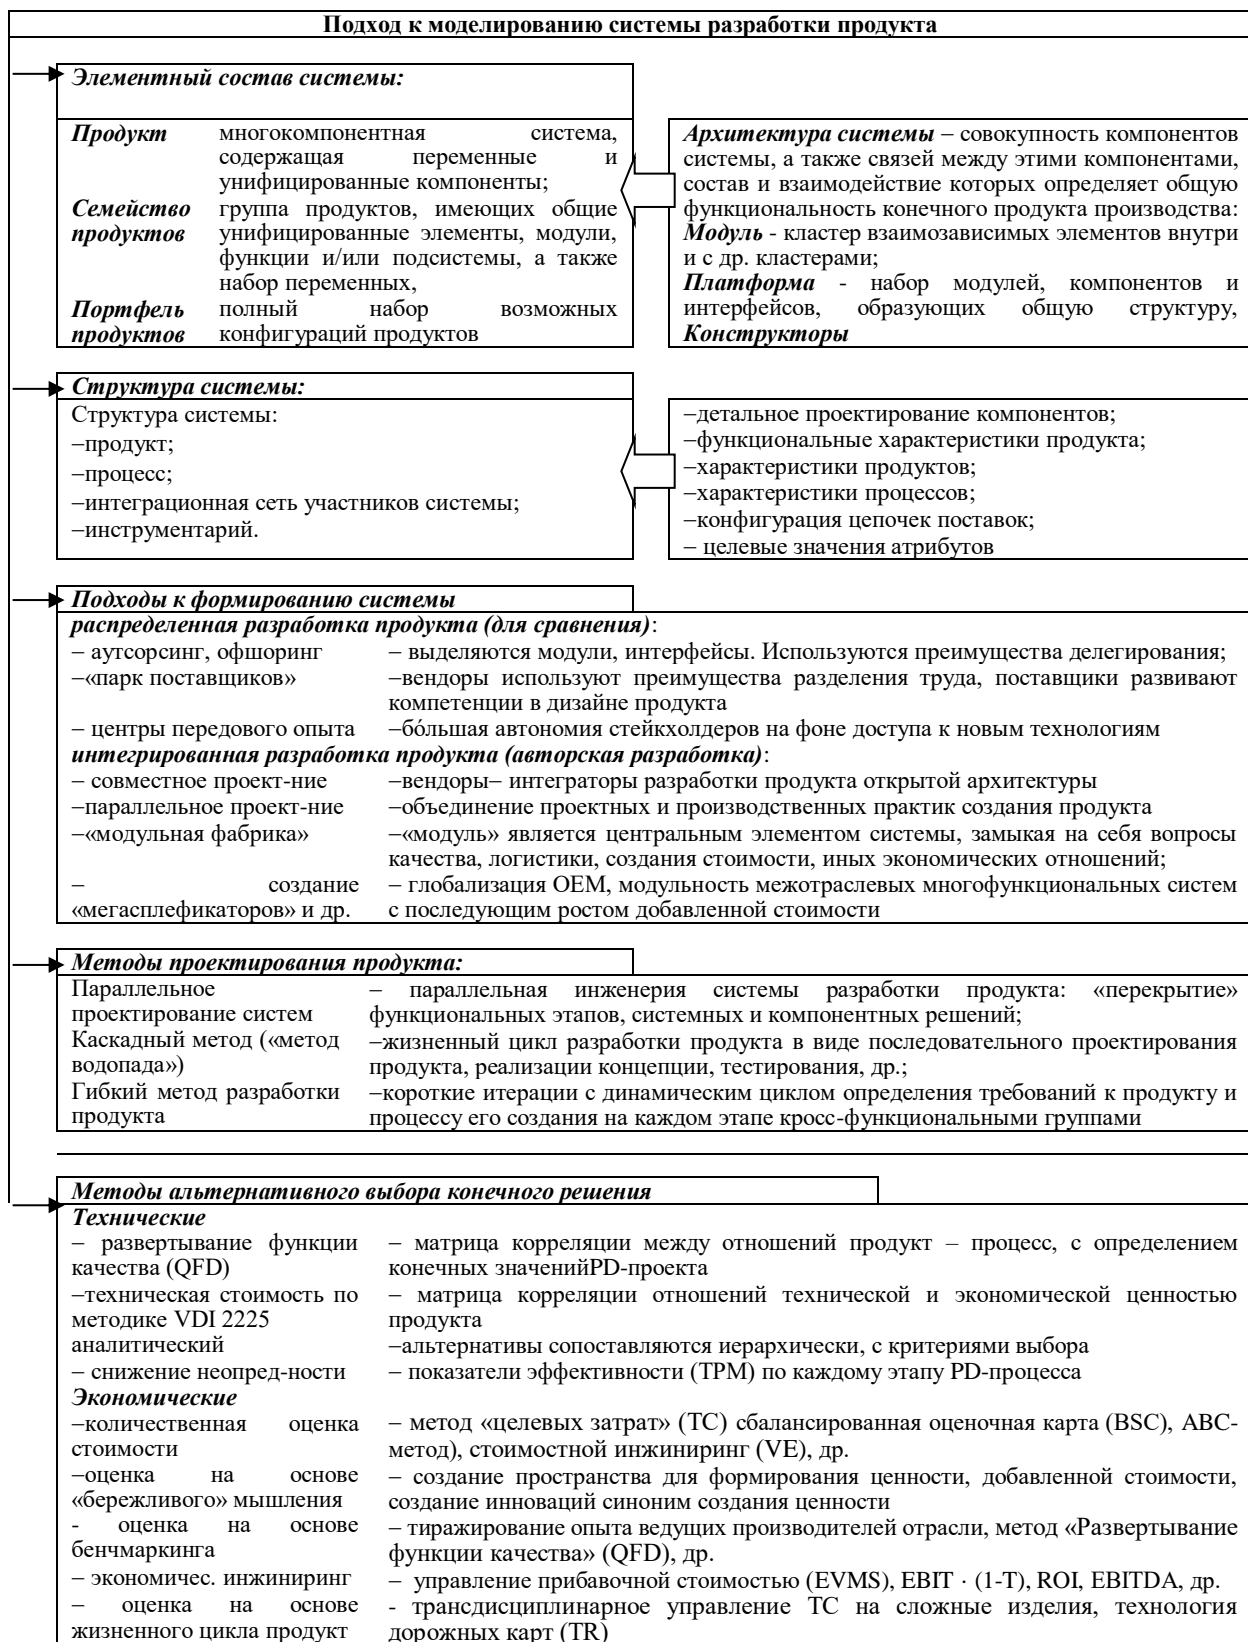 Подход к моделированию системы разработки продукта
Элементный состав системы:
Продукт многокомпонентная система,
содержащая переменные и
унифицированные компоненты;
Семейство группа продуктов, имеющих общие
продуктов унифицированные элементы, модули,
функции и/или подсистемы, а также
набор переменных,
Портфель полный набор возможных
продуктов конфигураций продуктов
Архитектура системы – совокупность компонентов
системы, а также связей между этими компонентами,
состав и взаимодействие которых определяет общую
функциональность конечного продукта производства:
Модуль - кластер взаимозависимых элементов внутри
и с др. кластерами;
Платформа - набор модулей, компонентов и
интерфейсов, образующих общую структуру,
Конструкторы
Структура системы:
Структура системы:
–продукт;
–процесс;
–интеграционная сеть участников системы;
–инструментарий.
–детальное проектирование компонентов;
–функциональные характеристики продукта;
–характеристики продуктов;
–характеристики процессов;
–конфигурация цепочек поставок;
– целевые значения атрибутов
Подходы к формированию системы
распределенная разработка продукта (для сравнения):
– аутсорсинг, офшоринг – выделяются модули, интерфейсы. Используются преимущества делегирования;
–«парк поставщиков» –вендоры используют преимущества разделения труда, поставщики развивают
компетенции в дизайне продукта
– центры передового опыта –бо́льшая автономия стейкхолдеров на фоне доступа к новым технологиям
интегрированная разработка продукта (авторская разработка):
– совместное проект-ние –вендоры– интеграторы разработки продукта открытой архитектуры
–параллельное проект-ние –объединение проектных и производственных практик создания продукта
–«модульная фабрика» –«модуль» является центральным элементом системы, замыкая на себя вопросы
качества, логистики, создания стоимости, иных экономических отношений;
– создание – глобализация OEM, модульность межотраслевых многофункциональных систем
«мегасплефикаторов» и др. с последующим ростом добавленной стоимости
Методы проектирования продукта:
Параллельное – параллельная инженерия системы разработки продукта: «перекрытие»
проектирование систем функциональных этапов, системных и компонентных решений;
Каскадный метод («метод –жизненный цикл разработки продукта в виде последовательного проектирования
водопада») продукта, реализации концепции, тестирования, др.;
Гибкий метод разработки –короткие итерации с динамическим циклом определения требований к продукту и
продукта процессу его создания на каждом этапе кросс-функциональными группами
Методы альтернативного выбора конечного решения
Технические
– развертывание функции – матрица корреляции между отношений продукт – процесс, с определением
качества (QFD) конечных значенийPD-проекта
–техническая стоимость по – матрица корреляции отношений технической и экономической ценностью
методике VDI 2225 продукта
аналитический –альтернативы сопоставляются иерархически, с критериями выбора
– снижение неопред-ности – показатели эффективности (TPM) по каждому этапу PD-процесса
Экономические
–количественная оценка – метод «целевых затрат» (TC) сбалансированная оценочная карта (BSC), ABC-
стоимости метод), стоимостной инжиниринг (VE), др.
–оценка на основе – создание пространства для формирования ценности, добавленной стоимости,
«бережливого» мышления создание инноваций синоним создания ценности
- оценка на основе – тиражирование опыта ведущих производителей отрасли, метод «Развертывание
бенчмаркинга функции качества» (QFD), др.
– экономичес. инжиниринг – управление прибавочной стоимостью (EVMS), EBIT · (1-T), ROI, EBITDA, др.
– оценка на основе - трансдисциплинарное управление TC на сложные изделия, технология
жизненного цикла продукт дорожных карт (TR)